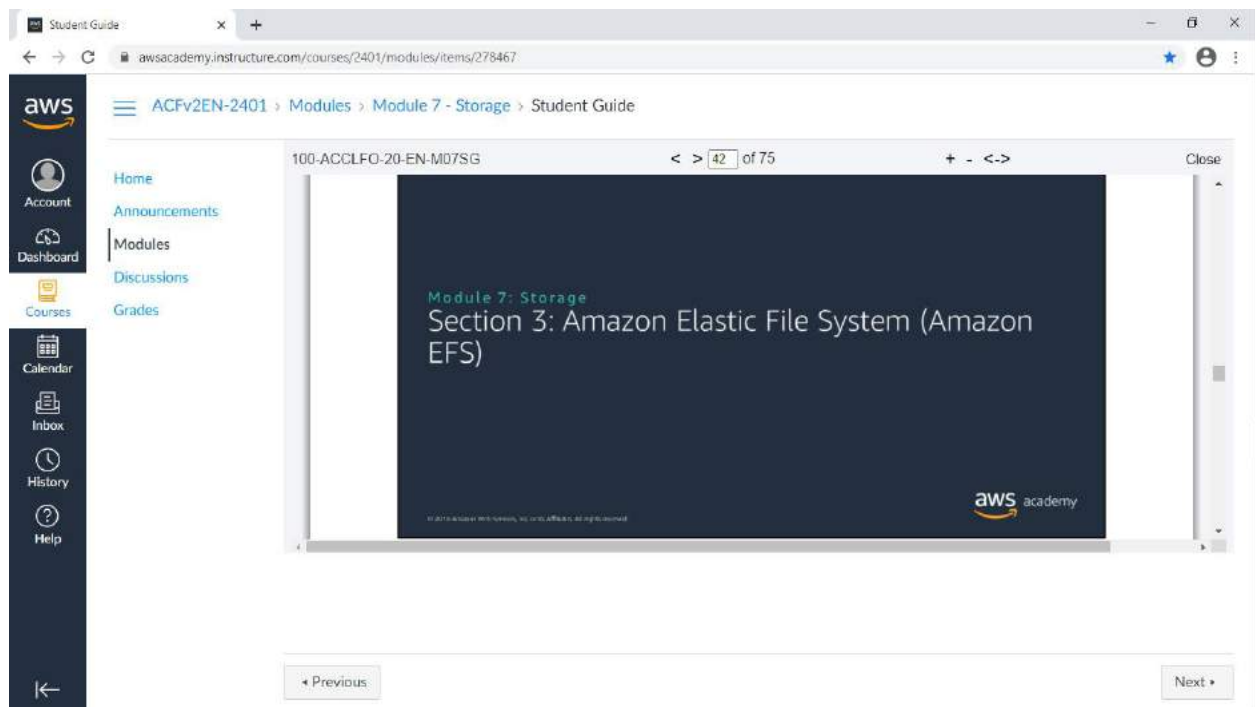 Student Guide
awsacademy.instructure.com/courses/2401/modules/items/278467
aws
ACFv2EN-2401 > Modules > Module 7 - Storage > Student Guide
Account
Dashboard
Courses
Calendar
Inbox
History
Help
Home
Announcements
Modules
Discussions
Grades
100-ACCLFO-20-EN-M07SG < > 42 of 75 + - <-> Close
Module 7: Storage
Section 3: Amazon Elastic File System (Amazon
EFS)
aws academy
Previous
Next